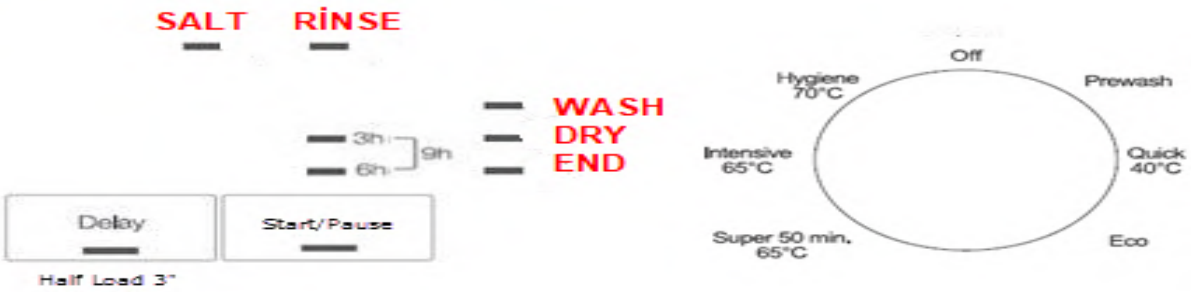 SALT RİNSE
WASH
3h DRY
9h
6h END
Delay Start/Pause
Half Load 3"
Off
Hygiene Prewash
70°C
Intensive Quick
65°C 40°C
Super 50 min. Eco
65°C